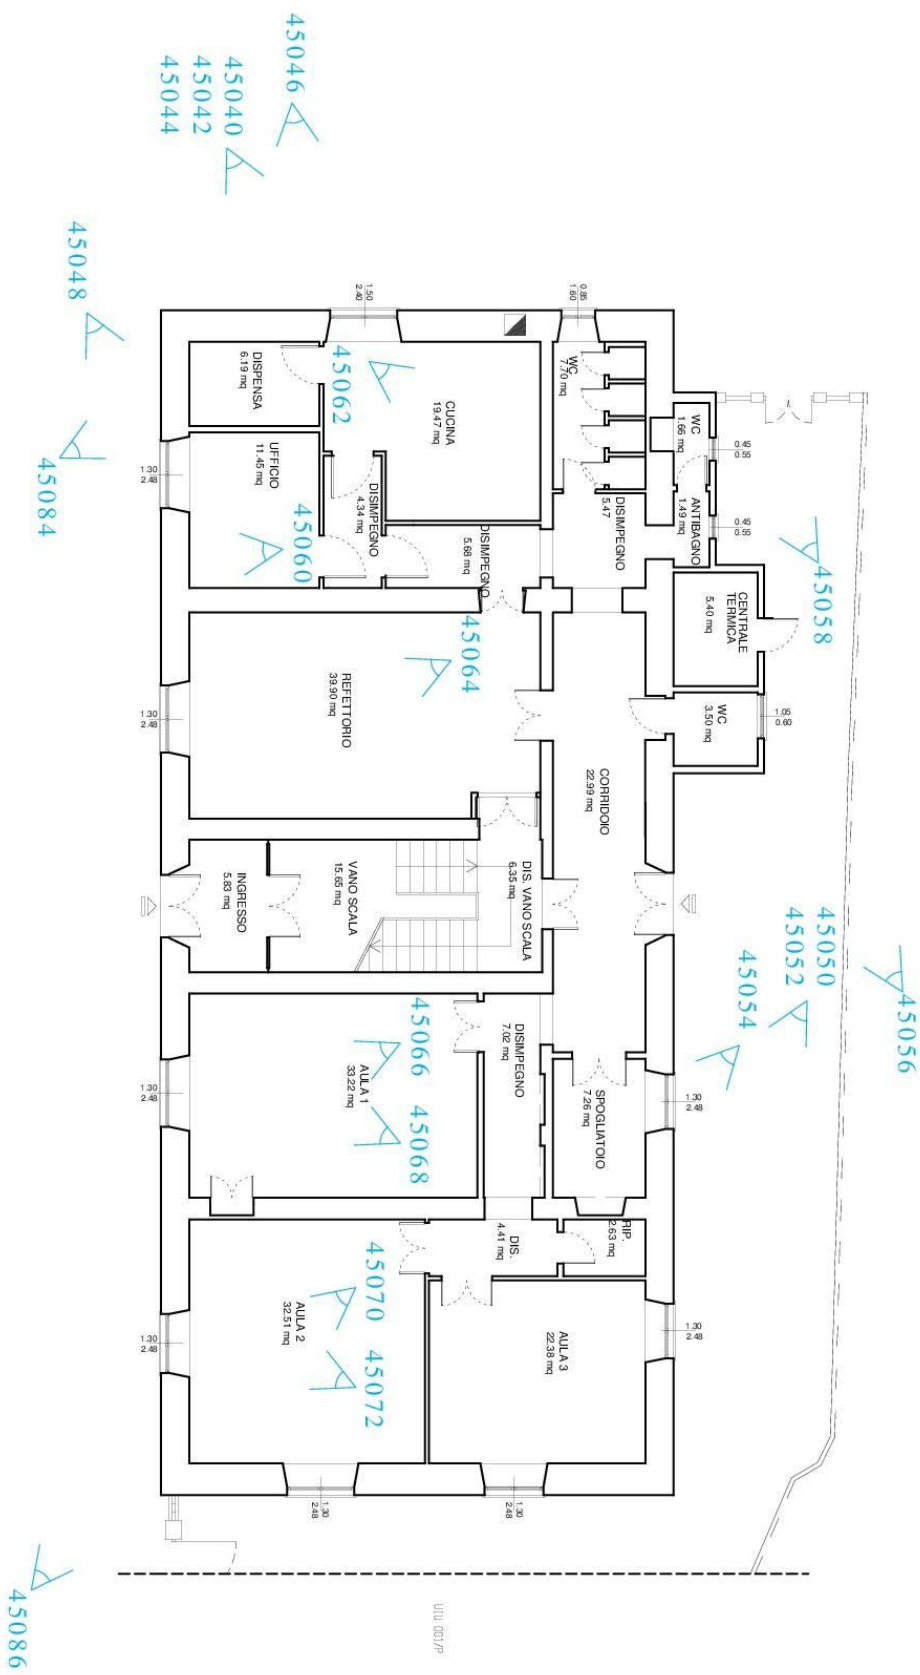 45046
45040
45042
45044
45048
45084
45062
45060
45064
45058
45050
45052
45054
45056
45066
45068
45070
45072
45086
1.50
2.40
0.85
1.60
DISPENSA
6.19 mq
CUCINA
19.47 mq
WC
7.70 mq
WC
1.66 mq
0.45
0.55
UFFICIO
11.45 mq
1.30
2.48
DISIMPEGNO
4.34 mq
DISIMPEGNO
5.68 mq
DISIMPEGNO
5.47
ANTIBAGNO
1.49 mq
0.45
0.55
CENTRALE
TERMICA
5.40 mq
REFETTORIO
39.90 mq
1.30
2.48
WC
3.50 mq
1.05
0.60
CORRIDOIO
22.99 mq
INGRESSO
5.83 mq
VANO SCALA
15.65 mq
DIS. VANO SCALA
6.35 mq
AULA 1
33.22 mq
1.30
2.48
DISIMPEGNO
7.02 mq
SPOGLIATOIO
7.26 mq
1.30
2.48
DIS.
4.41 mq
RIP.
2.63 mq
AULA 2
32.51 mq
1.30
2.48
AULA 3
22.38 mq
1.30
2.48
1.30
2.48
1.30
2.48